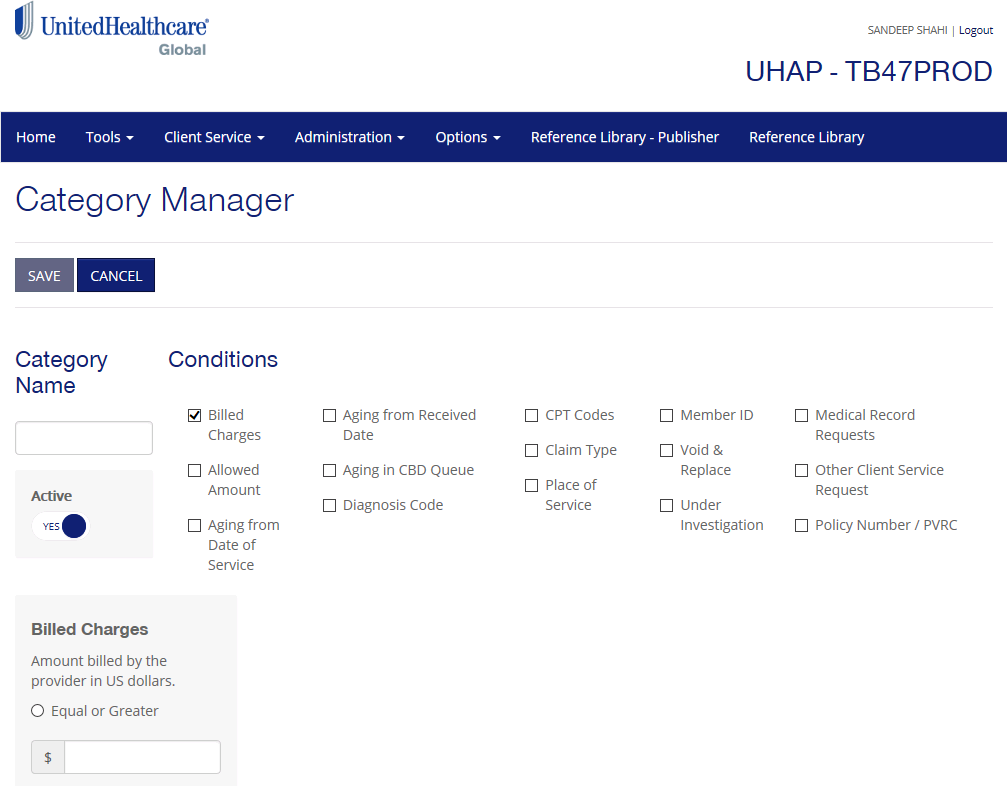 UnitedHealthcare®
Global
SANDEEP SHAHI | Logout
UHAP - TB47PROD
Home Tools Client Service Administration Options Reference Library - Publisher Reference Library
Category Manager
SAVE CANCEL
Category
Name
Active
YES
Conditions
Billed
Charges
Allowed
Amount
Aging from
Date of
Service
Aging from Received
Date
Aging in CBD Queue
Diagnosis Code
CPT Codes
Claim Type
Place of
Service
Member ID
Void &
Replace
Under
Investigation
Medical Record
Requests
Other Client Service
Request
Policy Number / PVRC
Billed Charges
Amount billed by the
provider in US dollars.
Equal or Greater
$